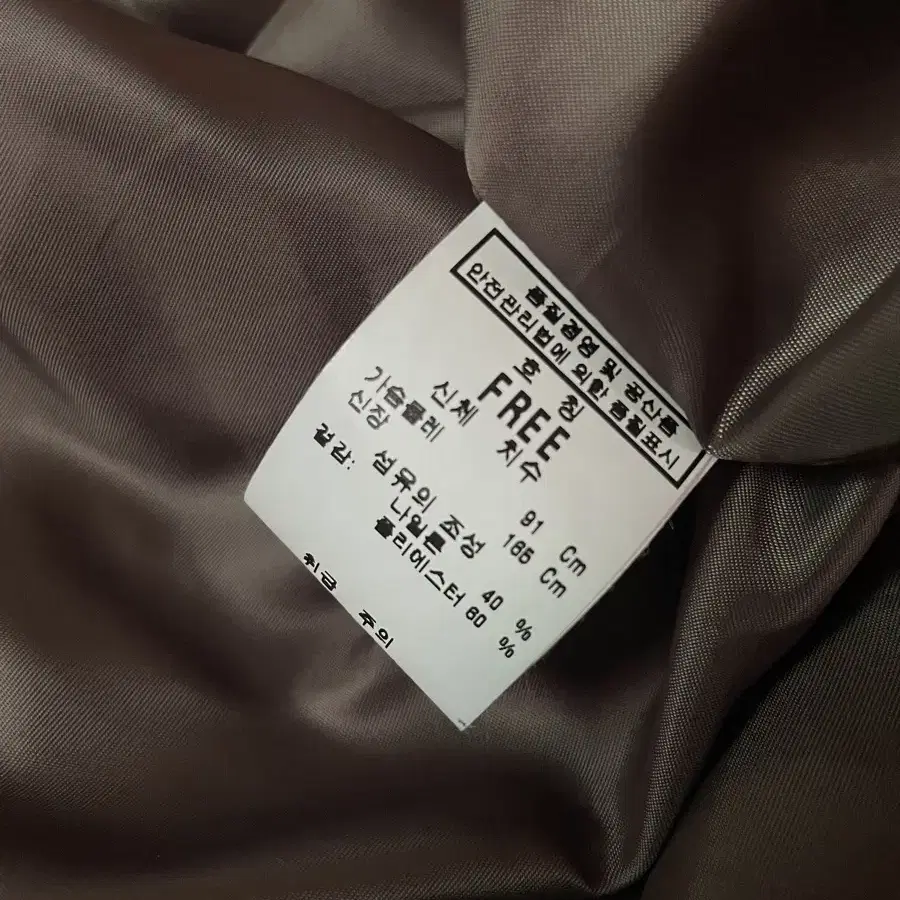 품질경영 및 공산품
안전관리법에 의한 품질표시
호 칭
FREE
신체 치수
가슴둘레 91 Cm
신장 165 Cm
섬유의 조성
겉감: 나일론 40 %
폴리에스터 60 %
취급 주의